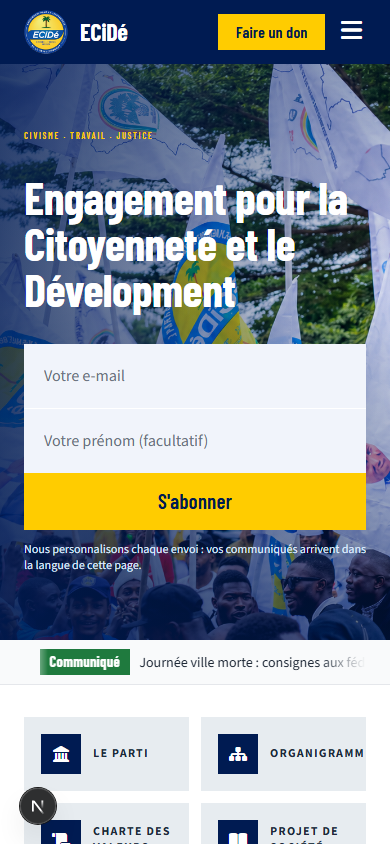 ECiDé
ECiDé
Faire un don
CIVISME . TRAVAIL . JUSTICE
Engagement pour la
Citoyenneté et le
Dévelopment
Votre e-mail
Votre prénom (facultatif)
S'abonner
Nous personnalisons chaque envoi : vos communiqués arrivent dans
la langue de cette page.
Communiqué
Journée ville morte : consignes aux féd
LE PARTI
ORGANIGRAMM
N
CHARTE DES
PROJET DE